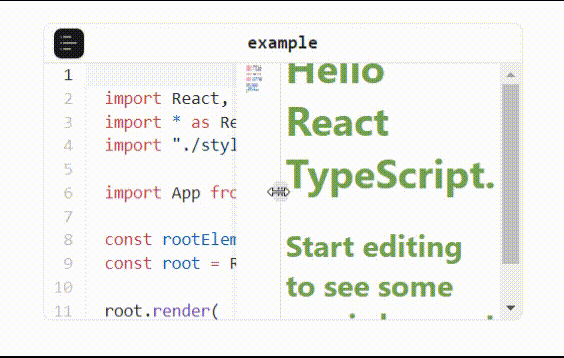 example
1
2 import React,
3 import * as Re
4 import "./styl
5
6 import App fro
7
8 const rootElem
9 const root = R
10
11 root.render(
Hello
React
TypeScript.
Start editing
to see some